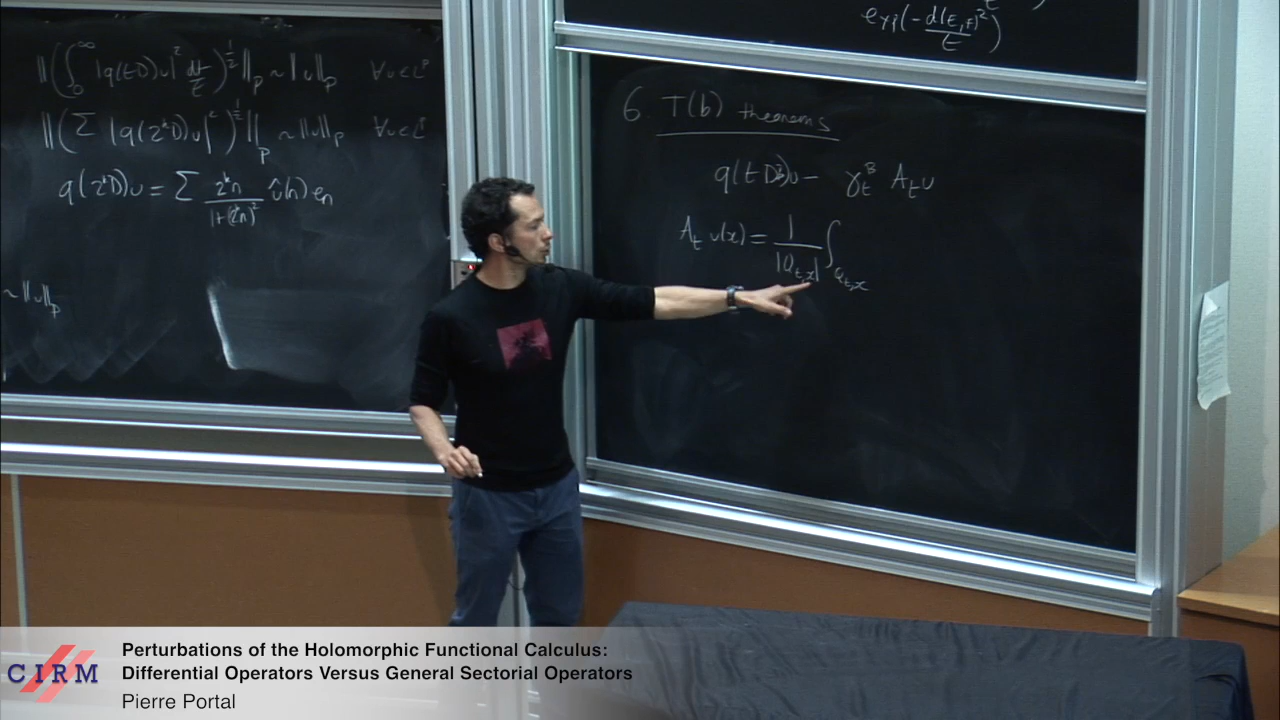 ‖(∫₀^∞ |q(tD)u|² dt/t)^{1/2}‖_p ~ ‖u‖_p ∀u∈L^p
‖(Σ |q(2^kD)u|²)^{1/2}‖_p ~ ‖u‖_p ∀u∈L^p
q(2^kD)u = Σ 2^k n / 1+(2^k n)² û(n) e_n
~ ‖u‖_p
exp(-d(E,F)²/t)
6. T(b) theorems
q(tD^B)u - γ_t^B A_t u
A_t u(x) = 1/|Q_{t,x}| ∫_{Q_{t,x}}
CIRM
Perturbations of the Holomorphic Functional Calculus:
Differential Operators Versus General Sectorial Operators
Pierre Portal